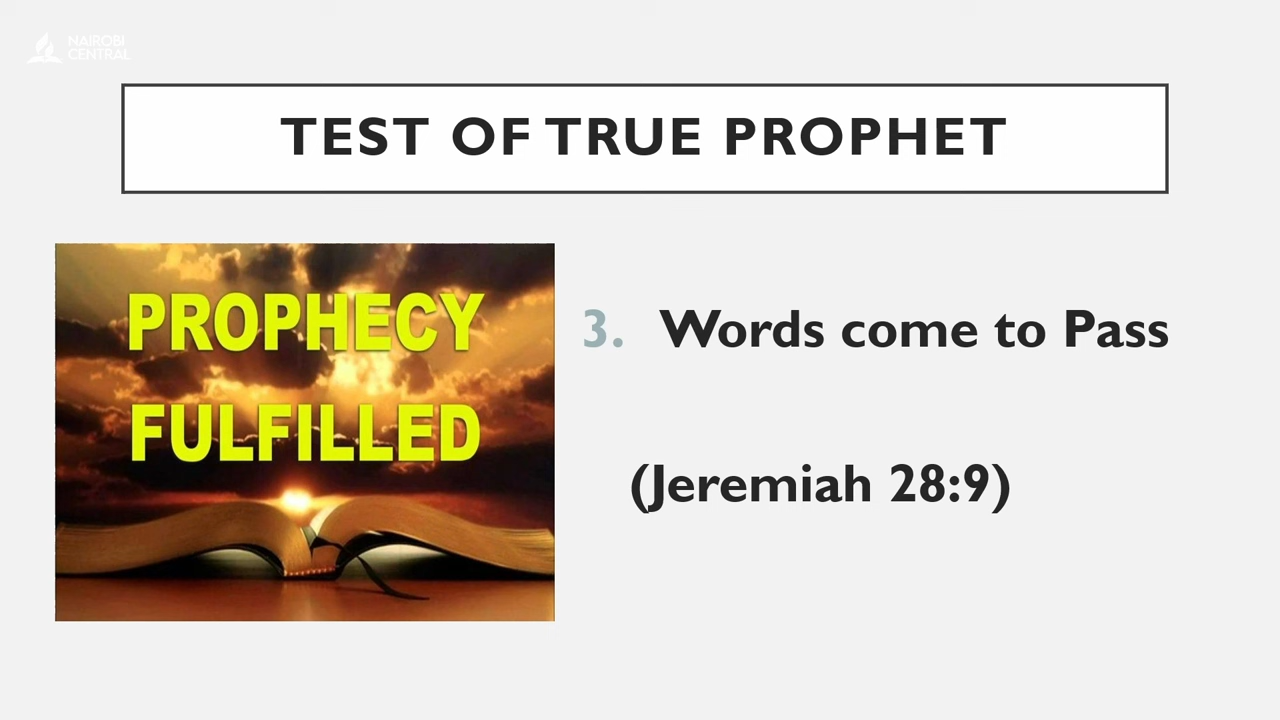 NAIROBI
CENTRAL
TEST OF TRUE PROPHET
PROPHECY
FULFILLED
3. Words come to Pass
(Jeremiah 28:9)